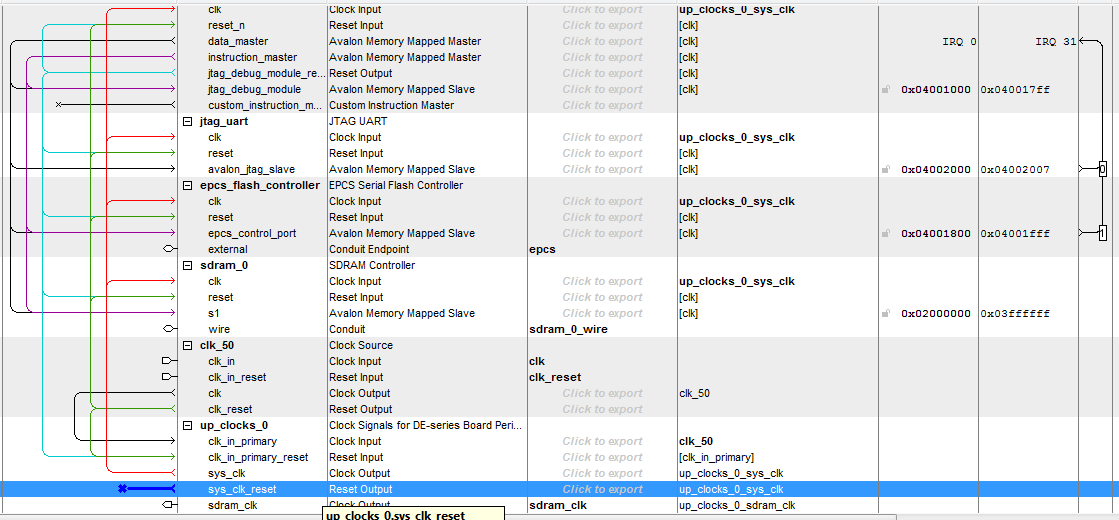 clk Clock Input Click to export up_clocks_0_sys_clk
reset_n Reset Input Click to export [clk]
data_master Avalon Memory Mapped Master Click to export [clk] IRQ 0 IRQ 31
instruction_master Avalon Memory Mapped Master Click to export [clk]
jtag_debug_module_re... Reset Output Click to export [clk]
jtag_debug_module Avalon Memory Mapped Slave Click to export [clk] 0x04001000 0x040017ff
custom_instruction_m... Custom Instruction Master Click to export
jtag_uart JTAG UART
clk Clock Input Click to export up_clocks_0_sys_clk
reset Reset Input Click to export [clk]
avalon_jtag_slave Avalon Memory Mapped Slave Click to export [clk] 0x04002000 0x04002007 0
epcs_flash_controller EPCS Serial Flash Controller
clk Clock Input Click to export up_clocks_0_sys_clk
reset Reset Input Click to export [clk]
epcs_control_port Avalon Memory Mapped Slave Click to export [clk] 0x04001800 0x04001fff 1
external Conduit Endpoint epcs
sdram_0 SDRAM Controller
clk Clock Input Click to export up_clocks_0_sys_clk
reset Reset Input Click to export [clk]
s1 Avalon Memory Mapped Slave Click to export [clk] 0x02000000 0x03ffffff
wire Conduit sdram_0_wire
clk_50 Clock Source
clk_in Clock Input clk
clk_in_reset Reset Input clk_reset
clk Clock Output Click to export clk_50
clk_reset Reset Output Click to export
up_clocks_0 Clock Signals for DE-series Board Peri...
clk_in_primary Clock Input Click to export clk_50
clk_in_primary_reset Reset Input Click to export [clk_in_primary]
sys_clk Clock Output Click to export up_clocks_0_sys_clk
sys_clk_reset Reset Output Click to export up_clocks_0_sys_clk
sdram_clk Clock Output sdram_clk up_clocks_0_sdram_clk
up_clocks_0.sys_clk_reset